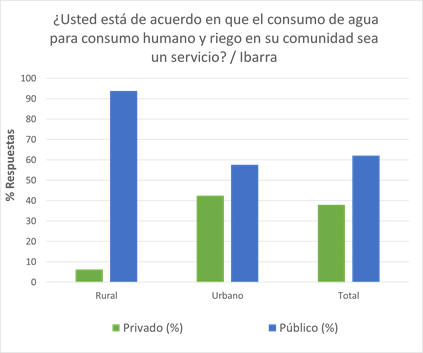 ¿Usted está de acuerdo en que el consumo de agua
para consumo humano y riego en su comunidad sea
un servicio? / Ibarra
% Respuestas
100
90
80
70
60
50
40
30
20
10
0
Rural
Urbano
Total
Privado (%)
Público (%)